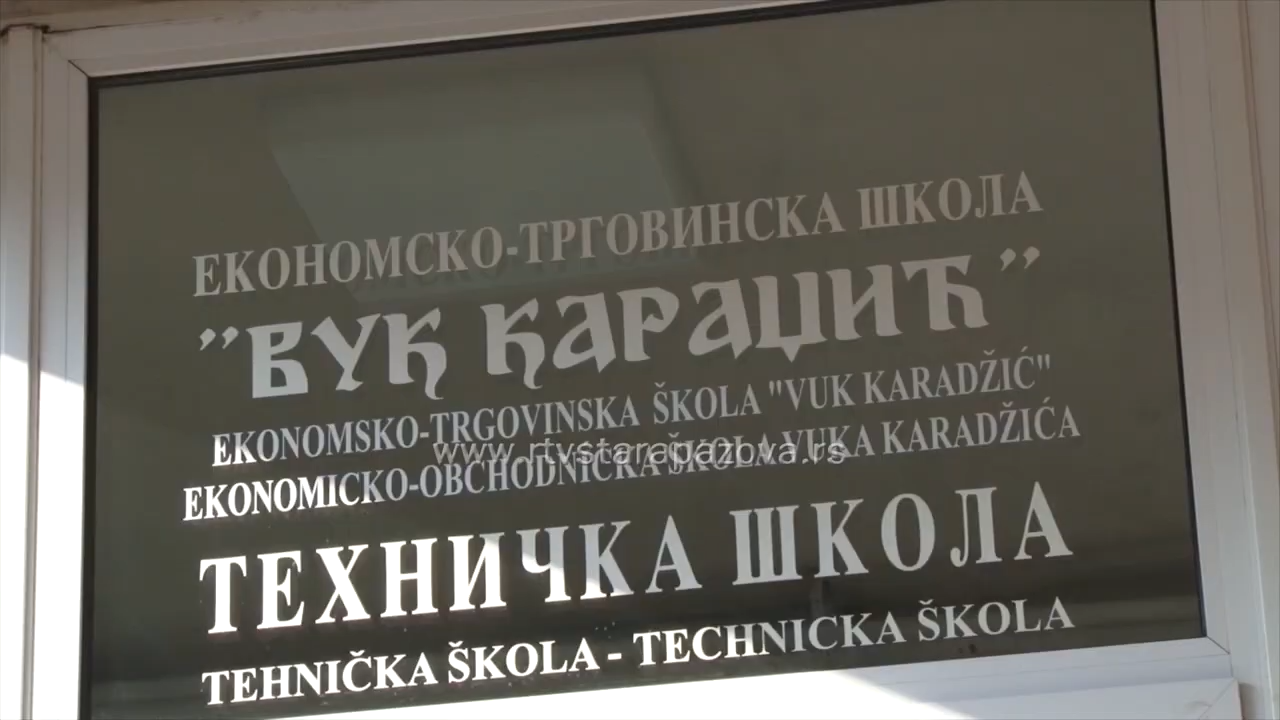 ЕКОНОМСКО-ТРГОВИНСКА ШКОЛА
"ВУК КАРАЏИЋ"
EKONOMSKO-TRGOVINSKA ŠKOLA "VUK KARADŽIĆ"
EKONOMICKO-OBCHODNICKA ŠKOLA VUKA KARADŽIĆA
www.rtvstarapazova.rs
ТЕХНИЧКА ШКОЛА
TEHNIČKA ŠKOLA - TECHNICKA ŠKOLA